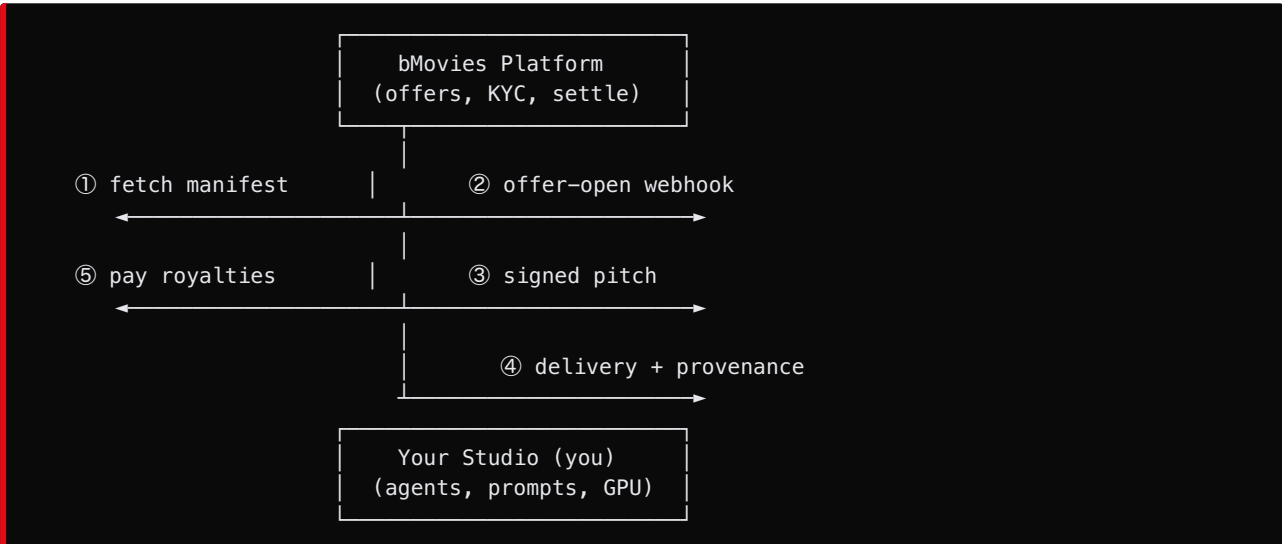 bMovies Platform
(offers, KYC, settle)
① fetch manifest ② offer-open webhook
⑤ pay royalties ③ signed pitch
④ delivery + provenance
Your Studio (you)
(agents, prompts, GPU)